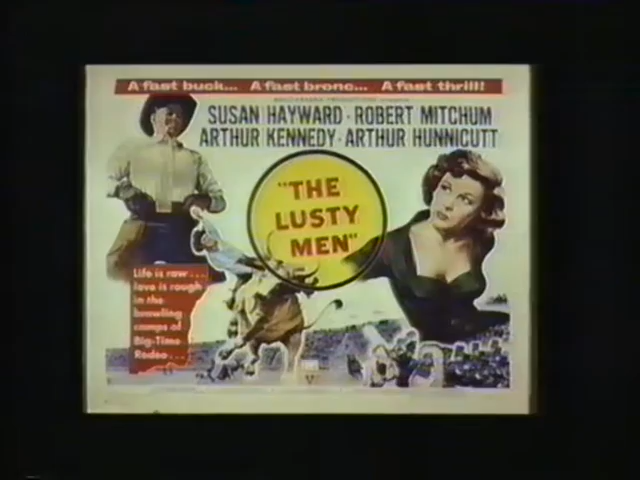 A fast buck... A fast bronc... A fast thrill!
SUSAN HAYWARD · ROBERT MITCHUM
ARTHUR KENNEDY · ARTHUR HUNNICUTT
"THE
LUSTY
MEN"
Life is raw....
love is rough
in the
brawling
camps of
Big-Time
Rodeo...